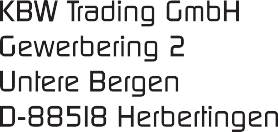 KBW Trading GmbH
Gewerbering 2
Untere Bergen
D-88518 Herbertingen